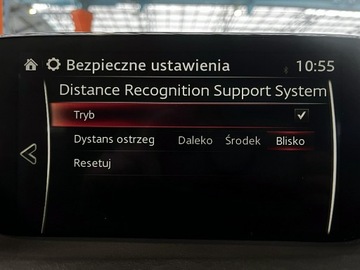 Bezpieczne ustawienia 10:55
Distance Recognition Support System
Tryb
Dystans ostrzeg Daleko Środek Blisko
Resetuj